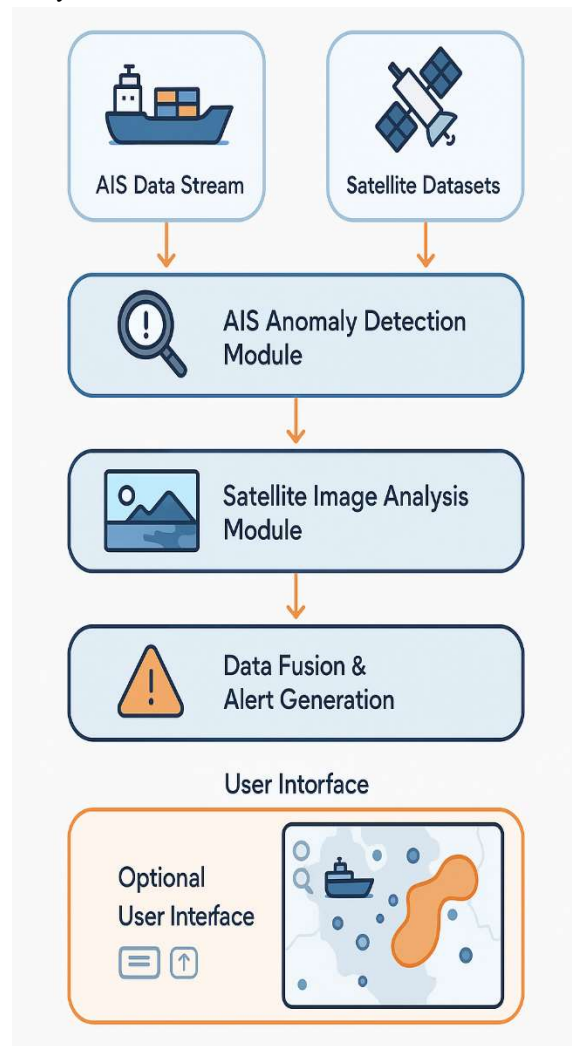 AIS Data Stream
Satellite Datasets
AIS Anomaly Detection
Module
Satellite Image Analysis
Module
Data Fusion &
Alert Generation
User Intorface
Optional
User Interface